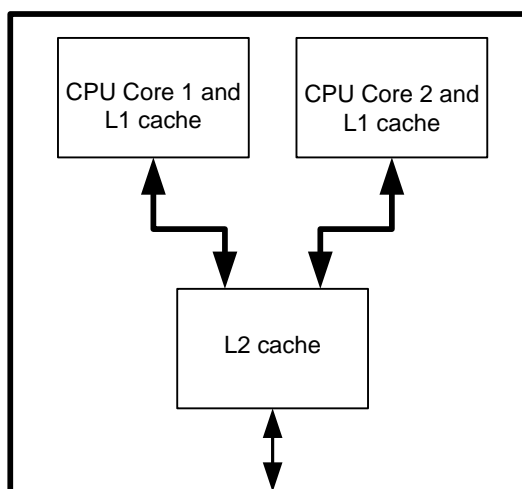 CPU Core 1 and
L1 cache
CPU Core 2 and
L1 cache
L2 cache